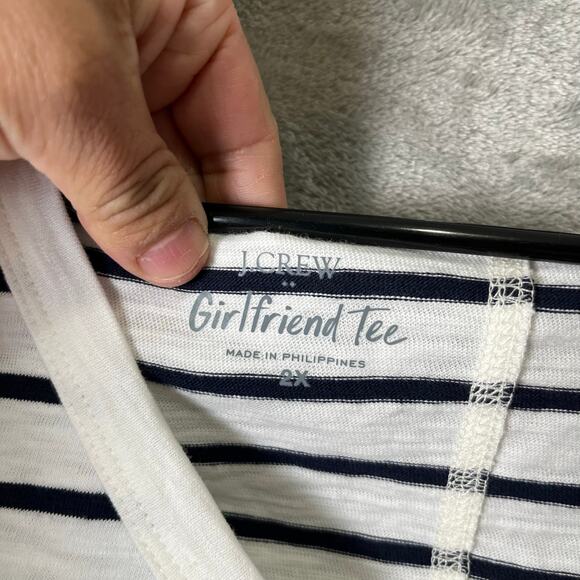 J.CREW
Girlfriend Tee
MADE IN PHILIPPINES
2X